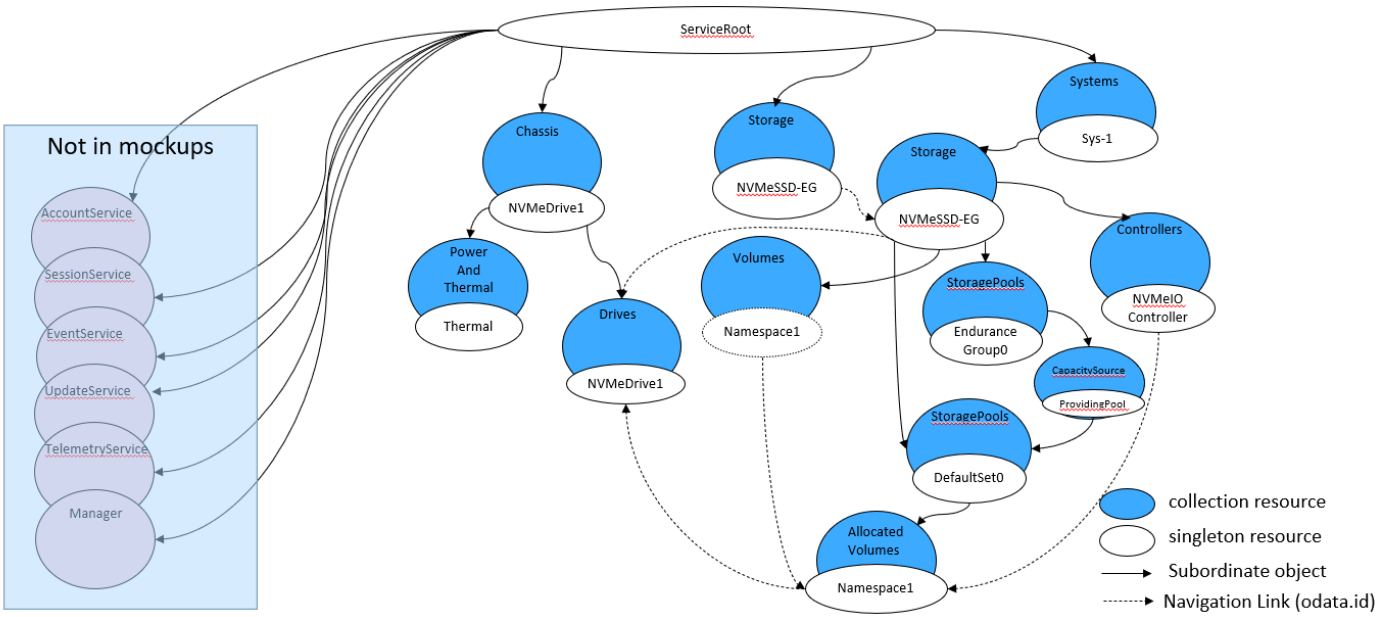 ServiceRoot
Not in mockups
AccountService
SessionService
EventService
UpdateService
TelemetryService
Manager
Chassis
NVMeDrive1
Power
And
Thermal
Thermal
Drives
NVMeDrive1
Storage
NVMeSSD-EG
Volumes
Namespace1
Systems
Sys-1
Storage
NVMeSSD-EG
Controllers
NVMeIO
Controller
StoragePools
Endurance
Group0
CapacitySource
ProvidingPool
StoragePools
DefaultSet0
Allocated
Volumes
Namespace1
collection resource
singleton resource
Subordinate object
Navigation Link (odata.id)